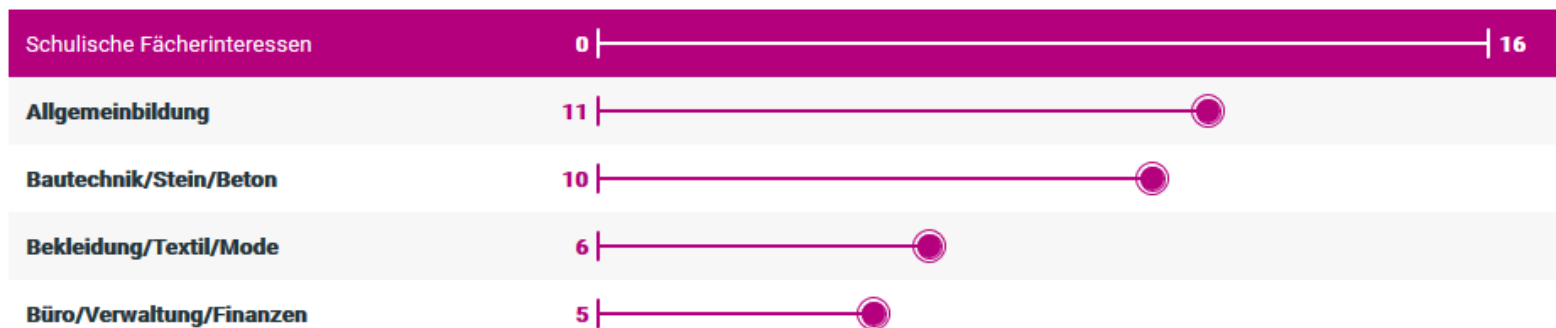 Schulische Fächerinteressen 0 16
Allgemeinbildung 11
Bautechnik/Stein/Beton 10
Bekleidung/Textil/Mode 6
Büro/Verwaltung/Finanzen 5